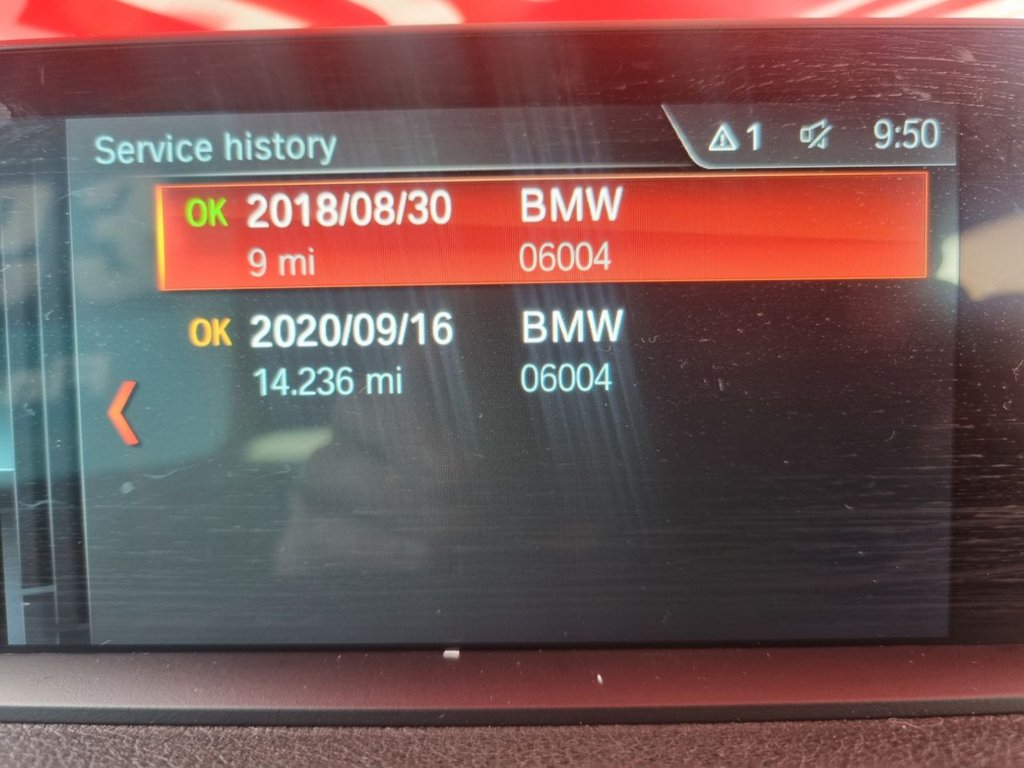 Service history 1 9:50
OK 2018/08/30 BMW
9 mi 06004
OK 2020/09/16 BMW
14.236 mi 06004